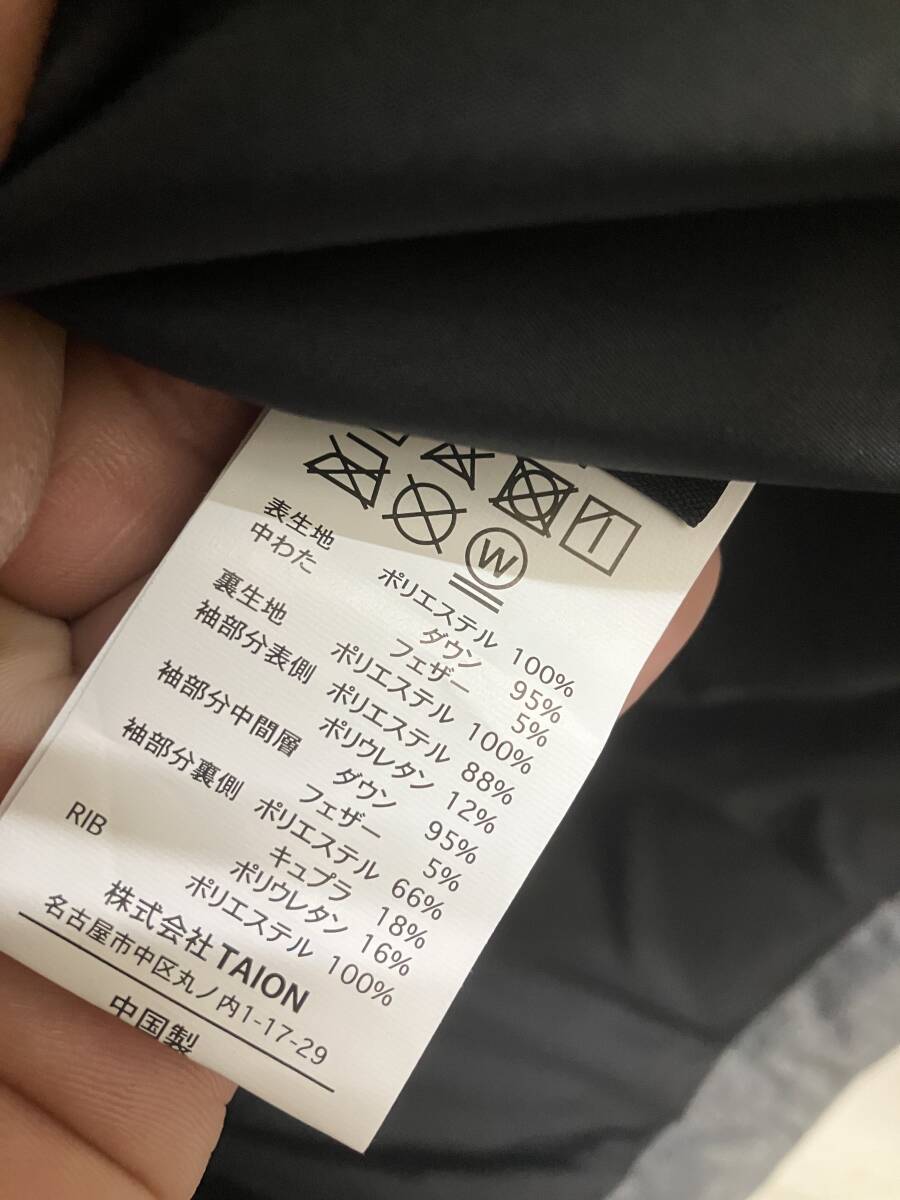 W
表生地 ポリエステル 100%
中わた ダウン 95%
フェザー 5%
裏生地 ポリエステル 100%
袖部分表側 ポリエステル 88%
ポリウレタン 12%
袖部分中間層 ダウン 95%
フェザー 5%
袖部分裏側 ポリエステル 66%
キュプラ 18%
ポリウレタン 16%
RIB ポリエステル 100%
株式会社TAION
名古屋市中区丸ノ内1-17-29
中国製